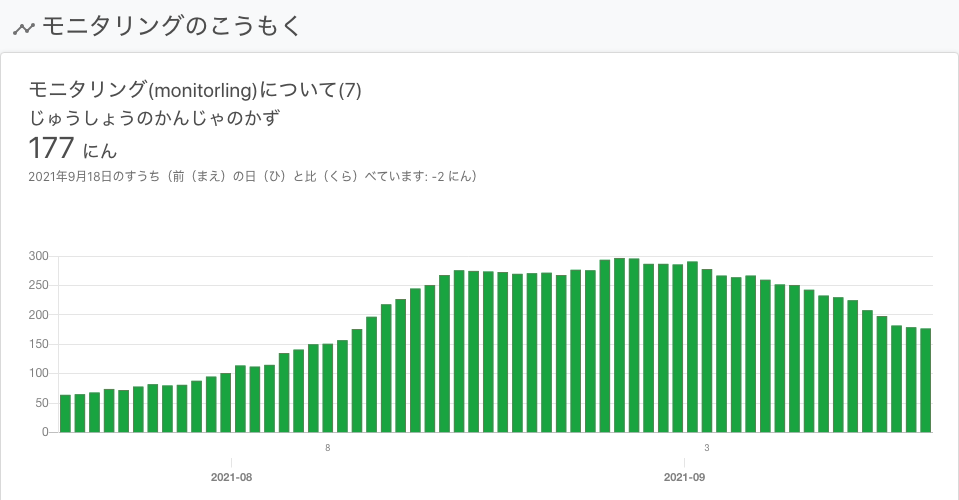 モニタリングのこうもく
モニタリング(monitorling)について(7)
じゅうしょうのかんじゃのかず
177 にん
2021年9月18日のすうち（前（まえ）の日（ひ）と比（くら）べています: -2 にん）
300
250
200
150
100
50
0
8
3
2021-08
2021-09